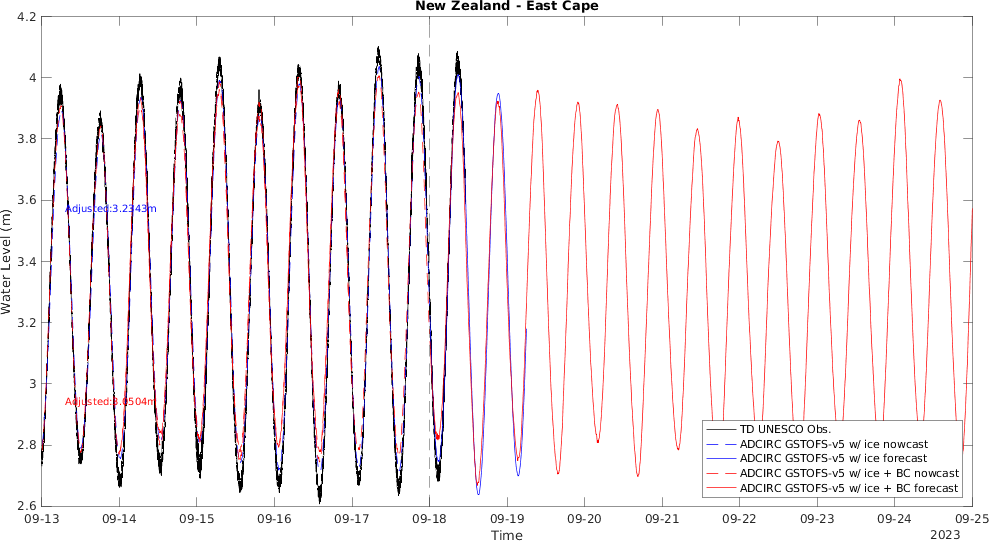 New Zealand - East Cape
4.2
4
3.8
3.6
3.4
3.2
3
2.8
2.6
Water Level (m)
Adjusted:3.2343m
Adjusted:3.0504m
TD UNESCO Obs.
ADCIRC GSTOFS-v5 w/ ice nowcast
ADCIRC GSTOFS-v5 w/ ice forecast
ADCIRC GSTOFS-v5 w/ ice + BC nowcast
ADCIRC GSTOFS-v5 w/ ice + BC forecast
09-13 09-14 09-15 09-16 09-17 09-18 09-19 09-20 09-21 09-22 09-23 09-24 09-25
Time
2023